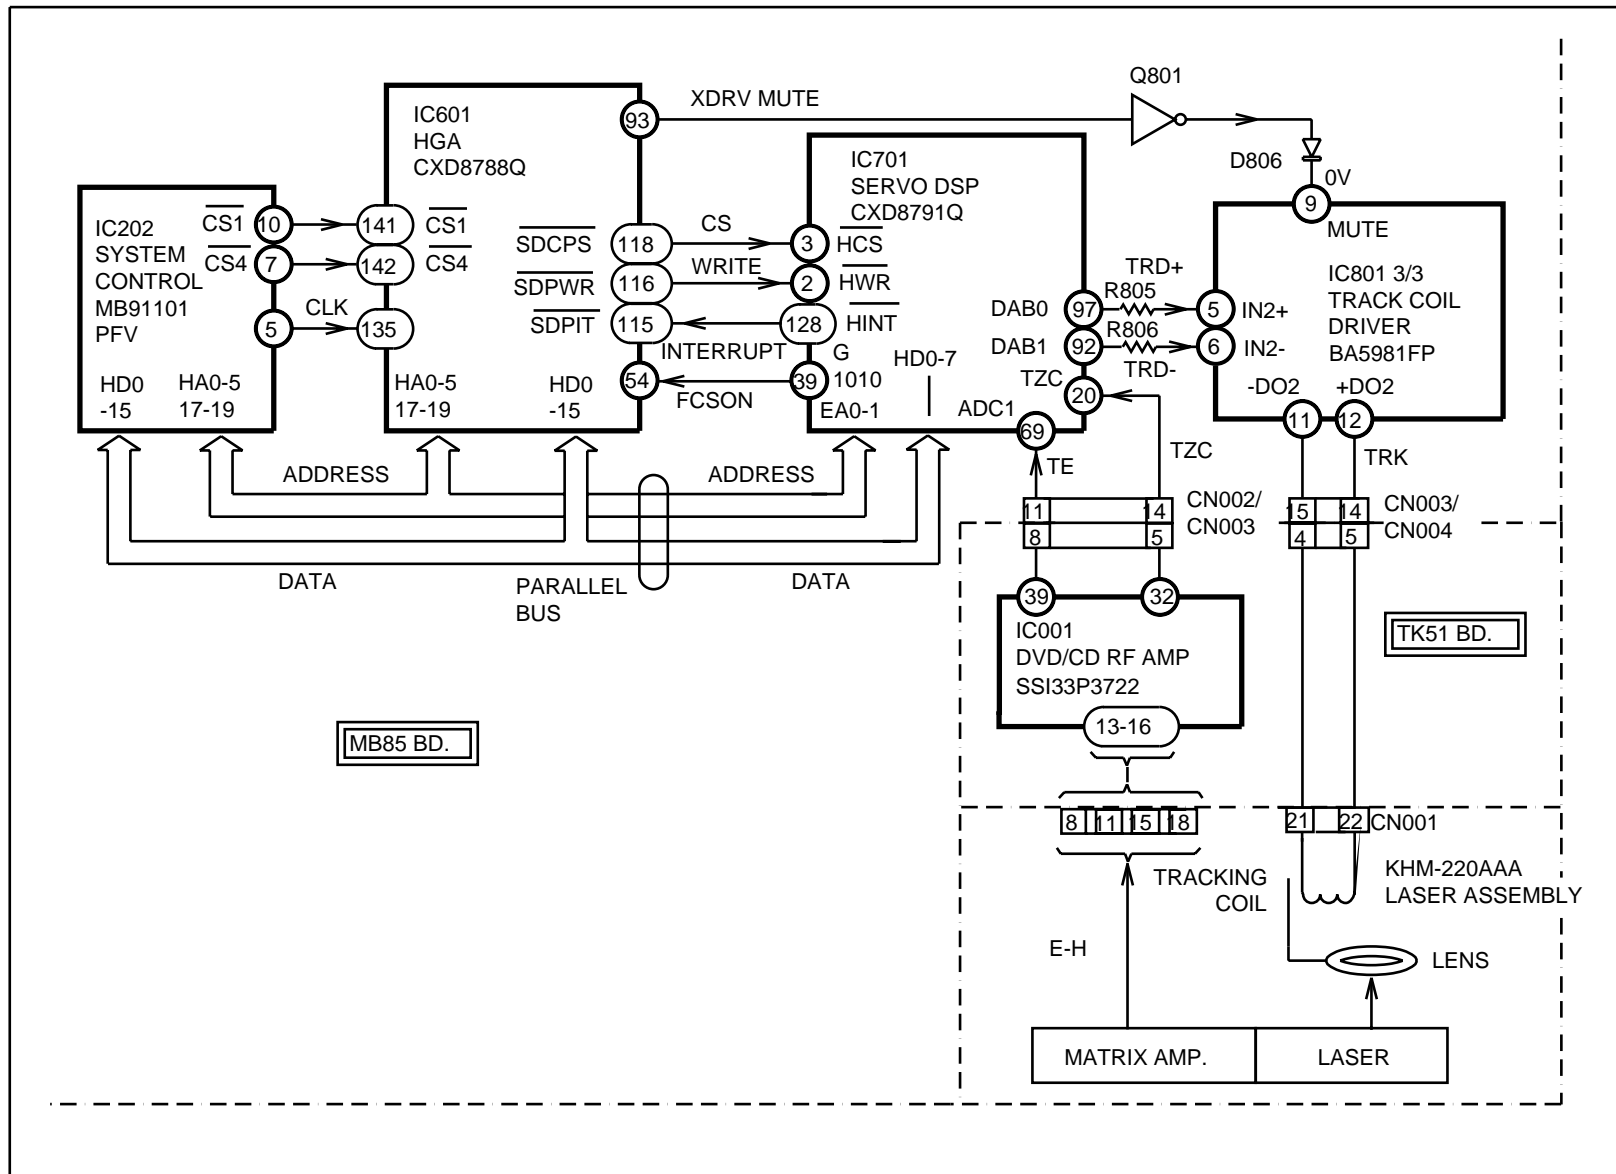 Q801
XDRV MUTE
D806
0V
IC601
HGA
CXD8788Q
93
IC701
SERVO DSP
CXD8791Q
9
MUTE
IC202
SYSTEM
CONTROL
MB91101
PFV
CS1
10
141
CS1
CS4
7
142
CS4
5
CLK
135
SDCPS
118
CS
3
HCS
SDPWR
116
WRITE
2
HWR
SDPIT
115
INTERRUPT
128
HINT
54
FCSON
39
G
1010
HD0-7
EA0-1
ADC1
DAB0
97
TRD+
R805
5
IN2+
DAB1
92
R806
TRD-
6
IN2-
TZC
20
69
IC801 3/3
TRACK COIL
DRIVER
BA5981FP
-DO2
+DO2
11
12
HD0
-15
HA0-5
17-19
HA0-5
17-19
HD0
-15
ADDRESS
ADDRESS
TE
TZC
TRK
DATA
PARALLEL
BUS
DATA
11
14
CN002/
CN003
8
5
15
14
CN003/
CN004
4
5
39
32
IC001
DVD/CD RF AMP
SSI33P3722
13-16
TK51 BD.
MB85 BD.
8
11
15
18
21
22
CN001
TRACKING
COIL
KHM-220AAA
LASER ASSEMBLY
E-H
LENS
MATRIX AMP.
LASER